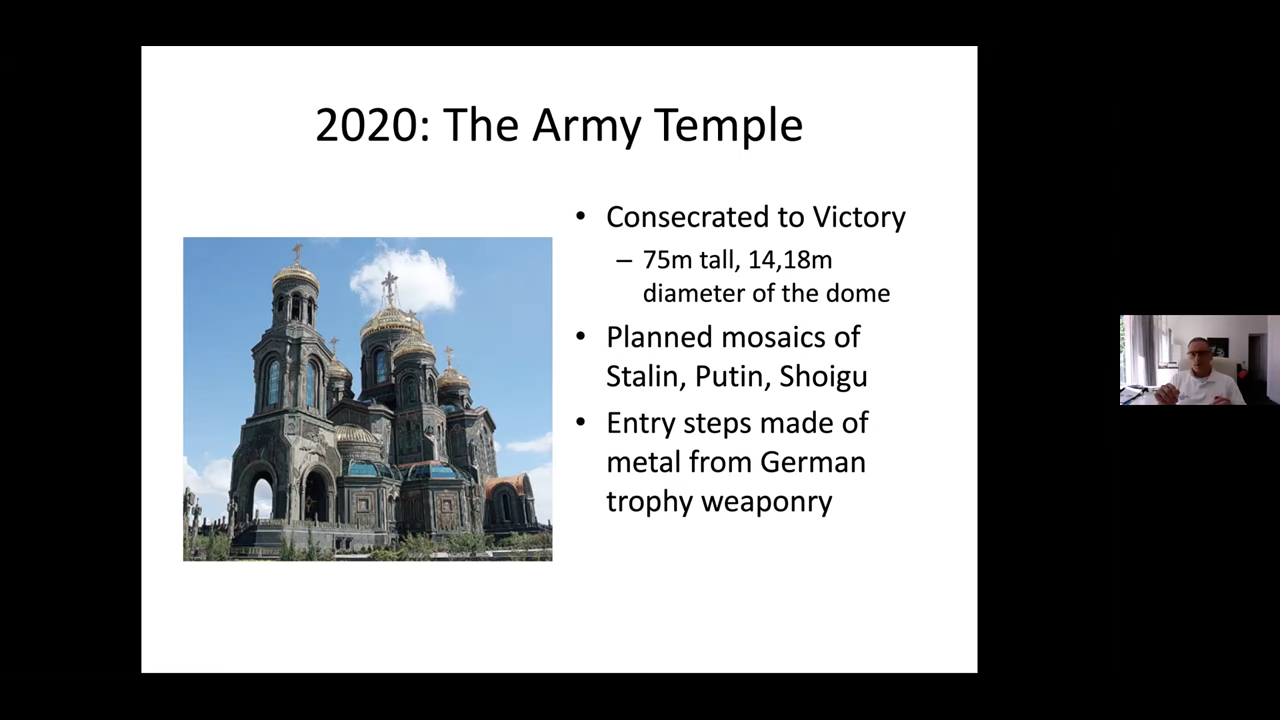 2020: The Army Temple
• Consecrated to Victory
– 75m tall, 14,18m
diameter of the dome
• Planned mosaics of
Stalin, Putin, Shoigu
• Entry steps made of
metal from German
trophy weaponry